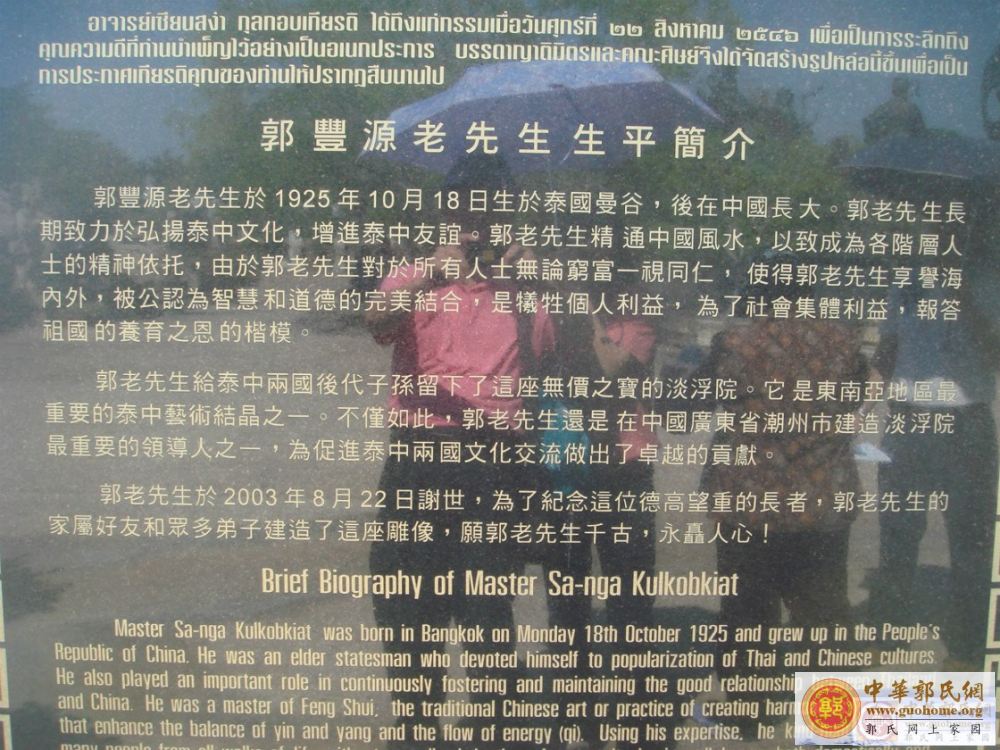 อาจารย์เซียนสง่า กุลกอบเกียรติ ได้ถึงแก่กรรมเมื่อวันศุกร์ที่ ๒๒ สิงหาคม ๒๕๔๖ เพื่อเป็นการระลึกถึง
คุณความดีที่ท่านบำเพ็ญไว้อย่างเป็นอเนกประการ บรรดาญาติมิตรและคณะศิษย์จึงได้จัดสร้างรูปหล่อนี้ขึ้นเพื่อเป็น
การประกาศเกียรติคุณของท่านให้ปรากฏสืบนานไป
郭豐源老先生生平簡介
郭豐源老先生於 1925 年 10 月 18 日生於泰國曼谷，後在中國長大。郭老先生長
期致力於弘揚泰中文化，增進泰中友誼。郭老先生精通中國風水，以致成為各階層人
士的精神依托，由於郭老先生對於所有人士無論窮富一視同仁，使得郭老先生享譽海
內外，被公認為智慧和道德的完美結合，是犧牲個人利益，為了社會集體利益，報答
祖國的養育之恩的楷模。
郭老先生給泰中兩國後代子孫留下了這座無價之寶的淡浮院。它是東南亞地區最
重要的泰中藝術結晶之一。不僅如此，郭老先生還是在中國廣東省潮州市建造淡浮院
最重要的領導人之一，為促進泰中兩國文化交流做出了卓越的貢獻。
郭老先生於 2003 年 8 月 22 日謝世，為了紀念這位德高望重的長者，郭老先生的
家屬好友和眾多弟子建造了這座雕像，願郭老先生千古，永矗人心！
Brief Biography of Master Sa-nga Kulkobkiat
Master Sa-nga Kulkobkiat was born in Bangkok on Monday 18th October 1925 and grew up in the People's
Republic of China. He was an elder statesman who devoted himself to popularization of Thai and Chinese cultures.
He also played an important role in continuously fostering and maintaining the good relationship
and China. He was a master of Feng Shui, the traditional Chinese art or practice of creating
that enhance the balance of yin and yang and the flow of energy (qi). Using his expertise, he
many people from all walks of life
中華郭氏網
www.guohome.org
郭氏网上家园